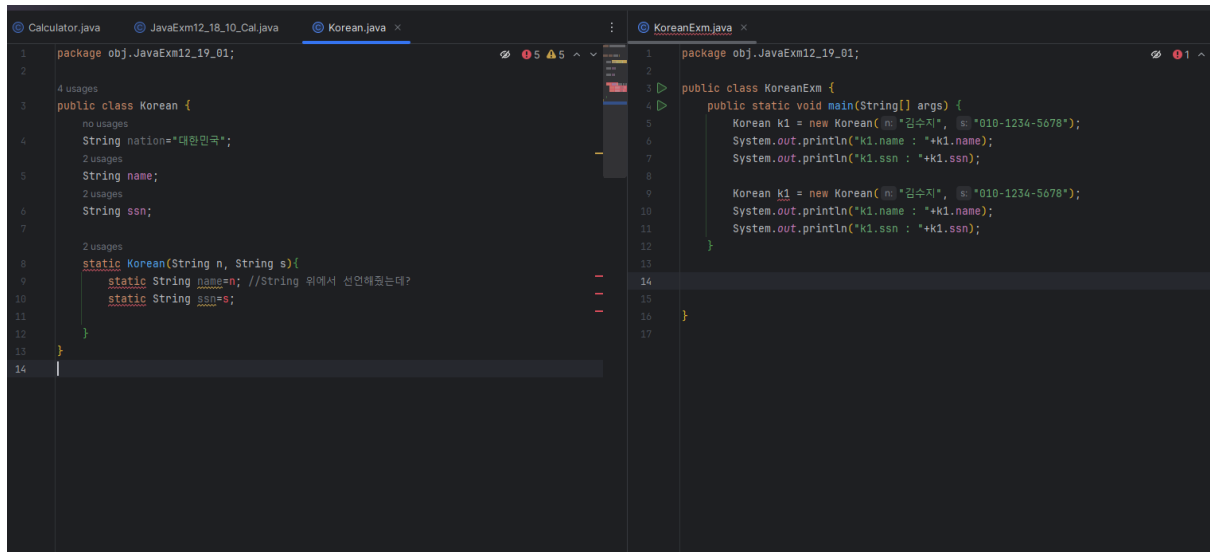 Calculator.java JavaExm12_18_10_Cal.java Korean.java
1 package obj.JavaExm12_19_01; 5 5
2
4 usages
3 public class Korean {
no usages
4 String nation="대한민국";
2 usages
5 String name;
2 usages
6 String ssn;
7
2 usages
8 static Korean(String n, String s){
9 static String name=n; //String 위에서 선언해줬는데?
10 static String ssn=s;
11
12 }
13 }
14
KoreanExm.java
1 package obj.JavaExm12_19_01; 1
2
3 public class KoreanExm {
4 public static void main(String[] args) {
5 Korean k1 = new Korean( n: "김수지", s: "010-1234-5678");
6 System.out.println("k1.name : "+k1.name);
7 System.out.println("k1.ssn : "+k1.ssn);
8
9 Korean k1 = new Korean( n: "김수지", s: "010-1234-5678");
10 System.out.println("k1.name : "+k1.name);
11 System.out.println("k1.ssn : "+k1.ssn);
12 }
13
14
15
16 }
17